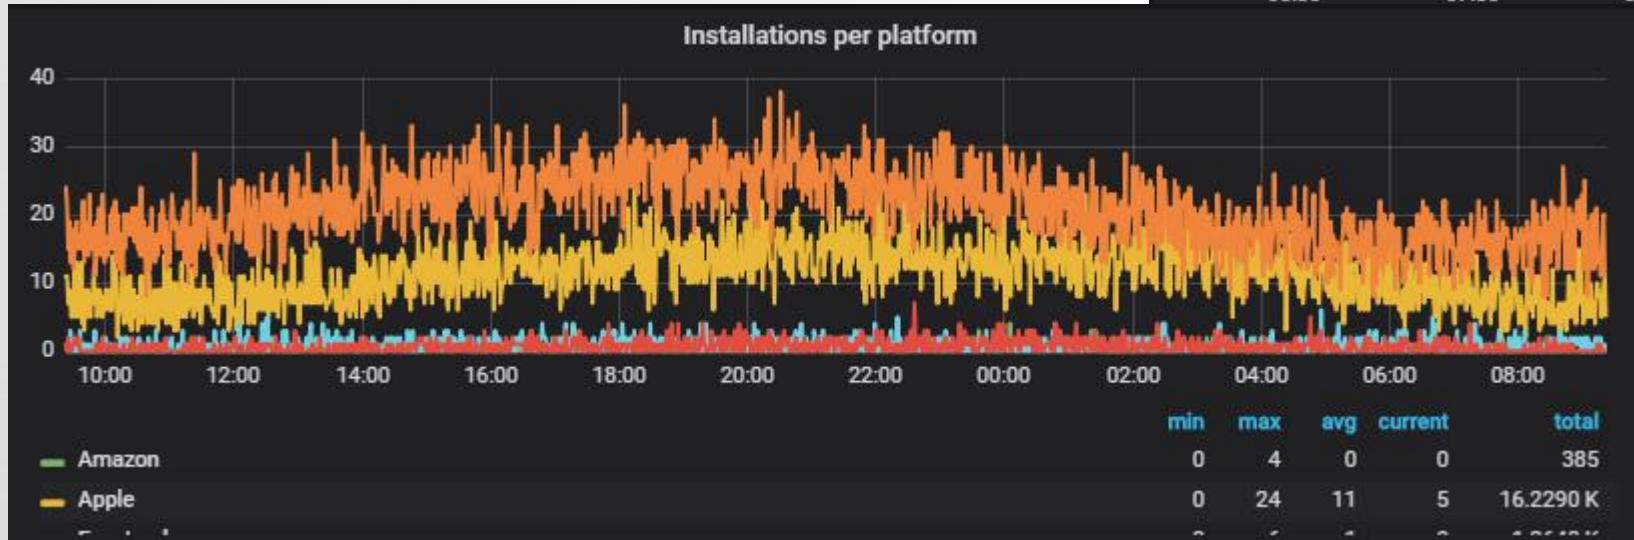 Installations per platform
40
30
20
10
0
10:00 12:00 14:00 16:00 18:00 20:00 22:00 00:00 02:00 04:00 06:00 08:00
min max avg current total
Amazon 0 4 0 0 385
Apple 0 24 11 5 16.2290 K